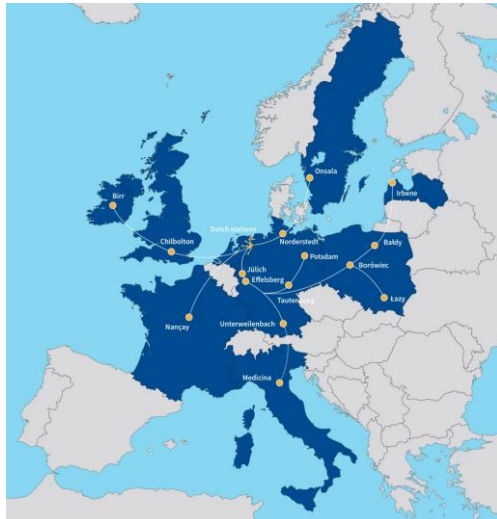 Onsala
Birr
Irbene
Chilbolton
Dutch stations
Norderstedt
Bałdy
Potsdam
Borówiec
Jülich
Effelsberg
Tautenburg
Łazy
Nançay
Unterweilenbach
Medicina